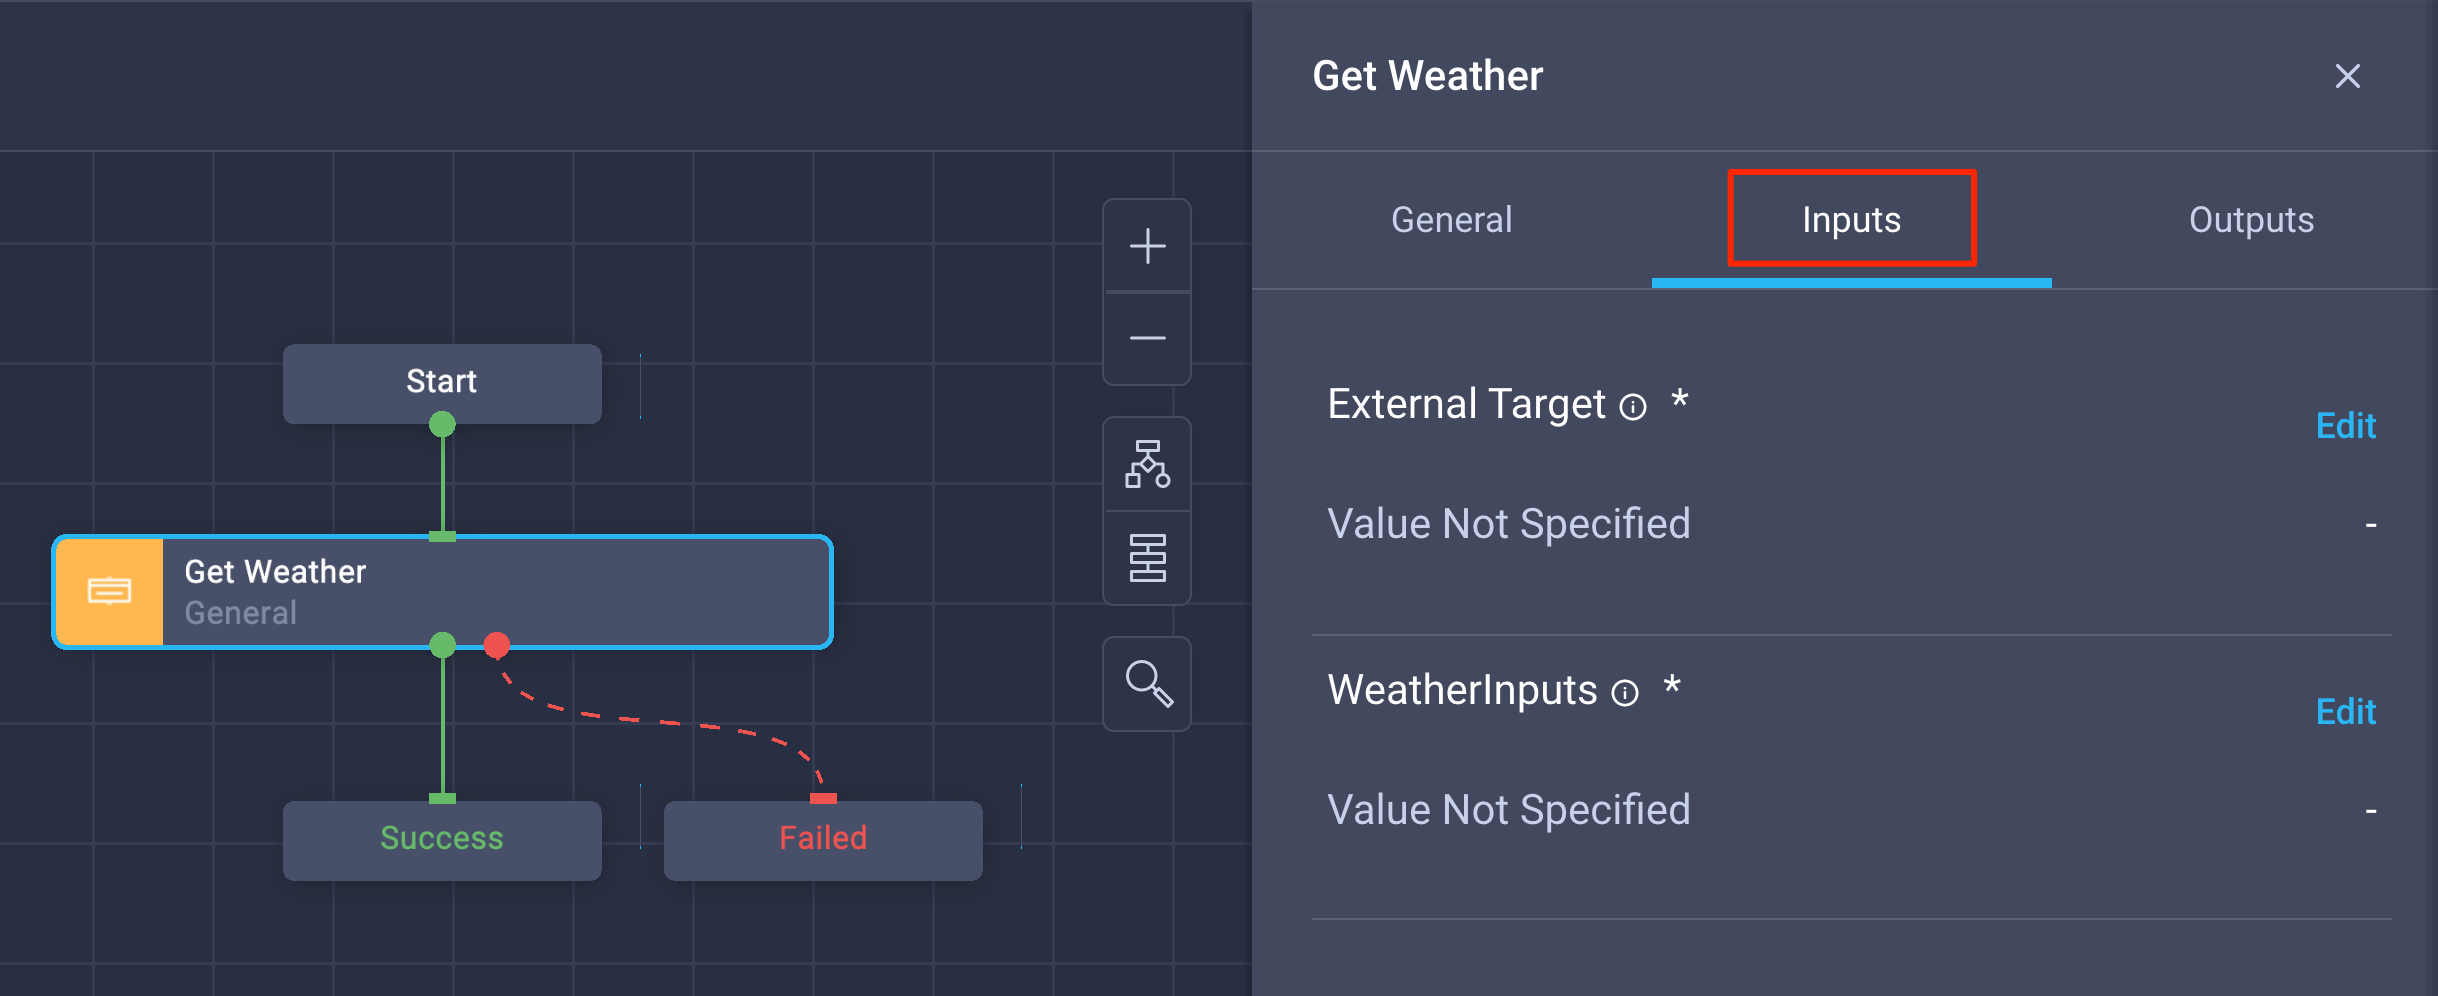 Get Weather
General
Inputs
Outputs
Start
Get Weather
General
Success
Failed
External Target *
Edit
Value Not Specified
-
WeatherInputs *
Edit
Value Not Specified
-